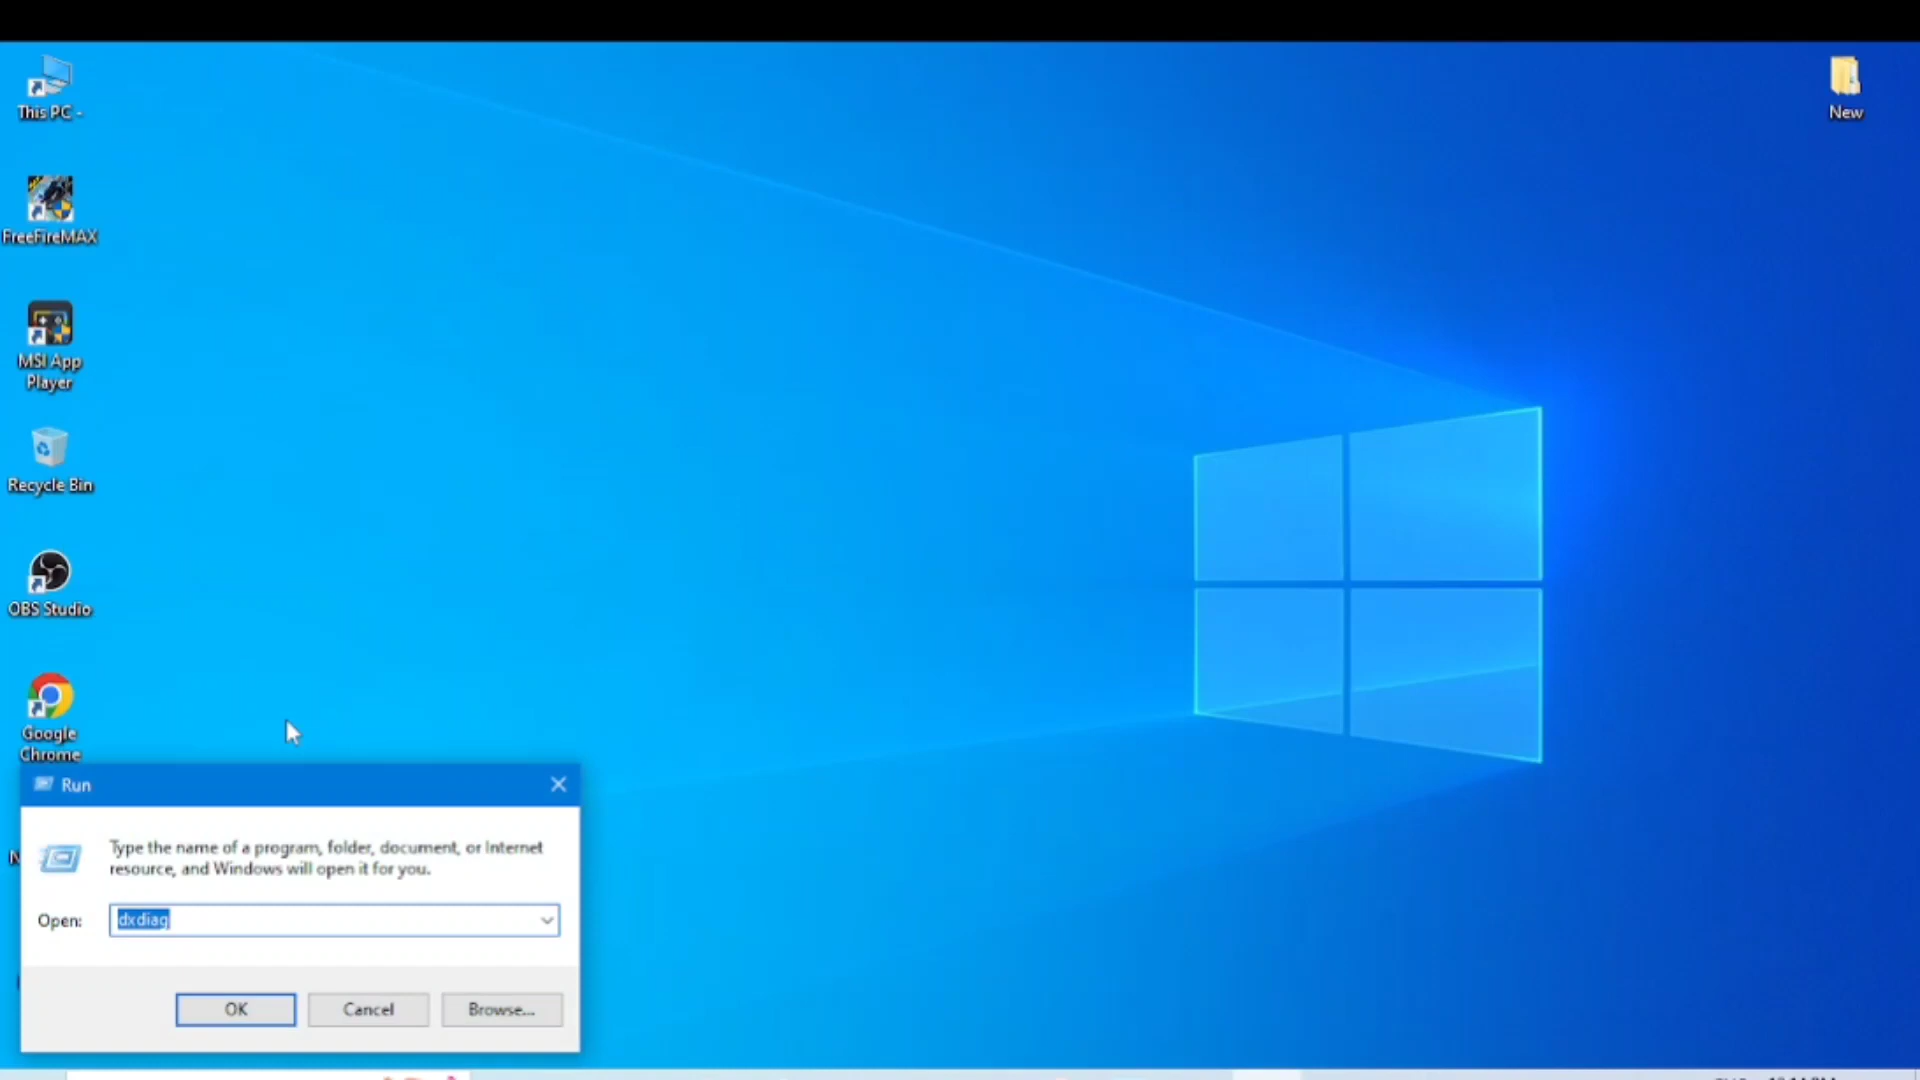 This PC -
New
FreeFireMAX
MSI App
Player
Recycle Bin
OBS Studio
Google
Chrome
Run
Type the name of a program, folder, document, or Internet
resource, and Windows will open it for you.
Open:
dxdiag
OK
Cancel
Browse...